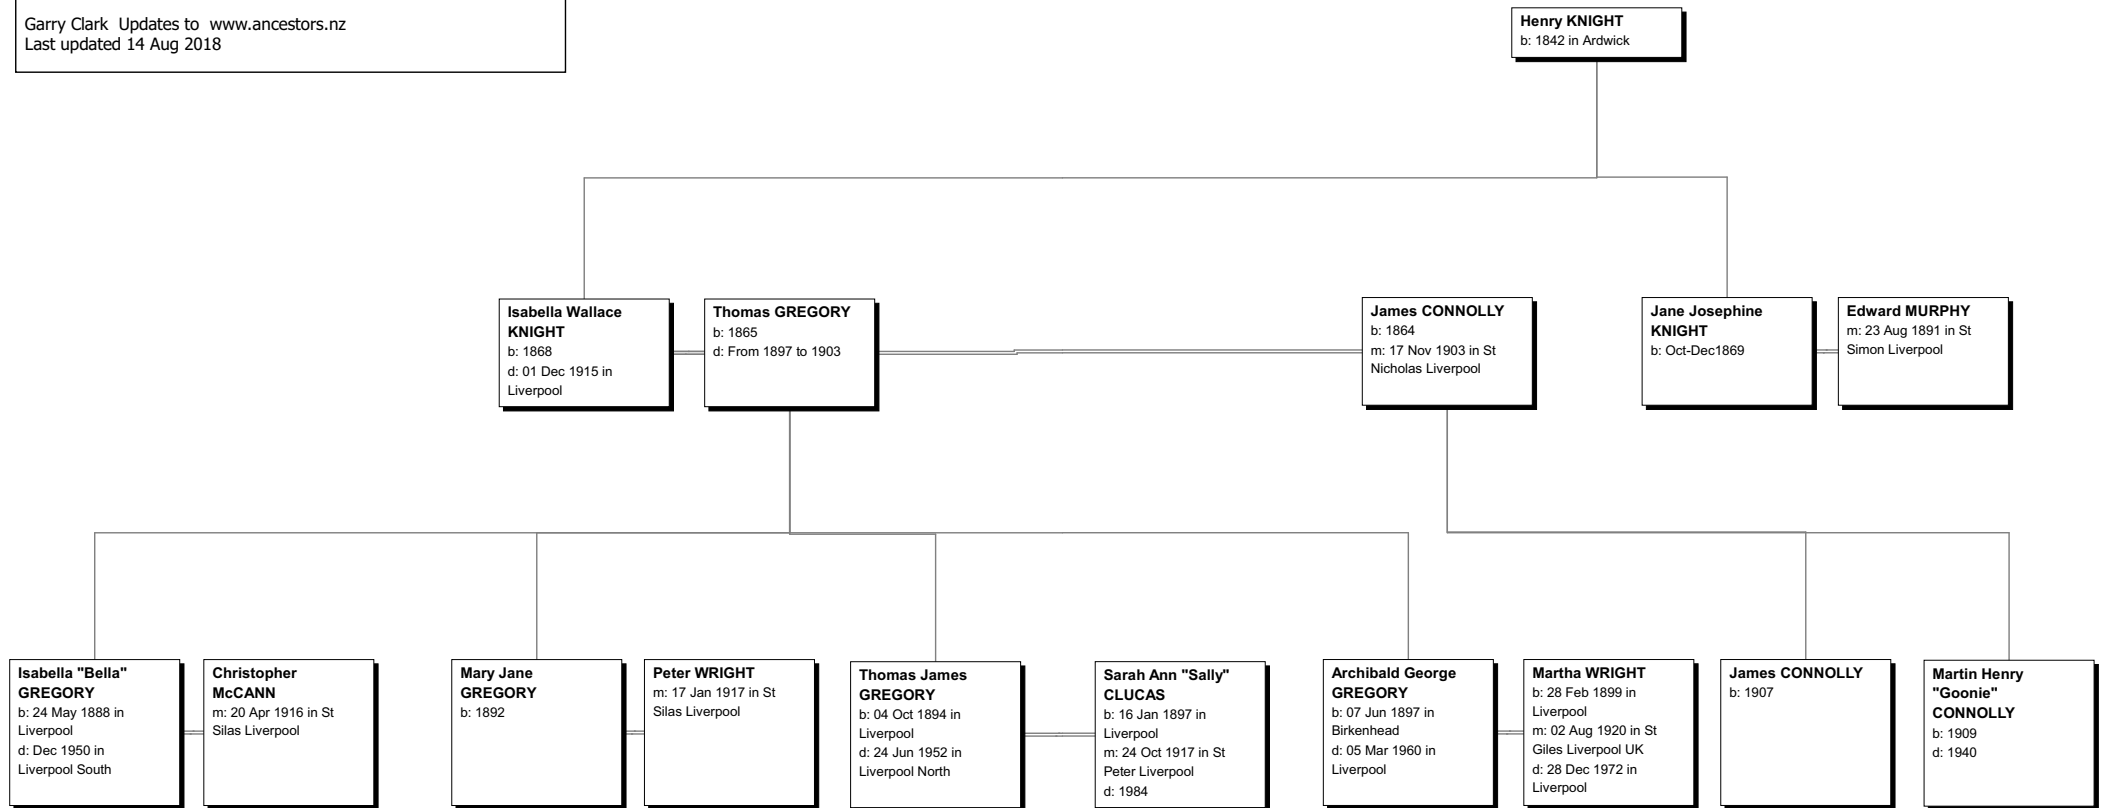 Garry Clark  Updates to  www.ancestors.nz
Last updated 14 Aug 2018
Henry KNIGHT
b: 1842 in Ardwick
Isabella Wallace
KNIGHT
b: 1868
d: 01 Dec 1915 in
Liverpool
Thomas GREGORY
b: 1865
d: From 1897 to 1903
James CONNOLLY
b: 1864
m: 17 Nov 1903 in St
Nicholas Liverpool
Jane Josephine
KNIGHT
b: Oct-Dec1869
Edward MURPHY
m: 23 Aug 1891 in St
Simon Liverpool
Isabella "Bella"
GREGORY
b: 24 May 1888 in
Liverpool
d: Dec 1950 in
Liverpool South
Christopher
McCANN
m: 20 Apr 1916 in St
Silas Liverpool
Mary Jane
GREGORY
b: 1892
Peter WRIGHT
m: 17 Jan 1917 in St
Silas Liverpool
Thomas James
GREGORY
b: 04 Oct 1894 in
Liverpool
d: 24 Jun 1952 in
Liverpool North
Sarah Ann "Sally"
CLUCAS
b: 16 Jan 1897 in
Liverpool
m: 24 Oct 1917 in St
Peter Liverpool
d: 1984
Archibald George
GREGORY
b: 07 Jun 1897 in
Birkenhead
d: 05 Mar 1960 in
Liverpool
Martha WRIGHT
b: 28 Feb 1899 in
Liverpool
m: 02 Aug 1920 in St
Giles Liverpool UK
d: 28 Dec 1972 in
Liverpool
James CONNOLLY
b: 1907
Martin Henry
"Goonie"
CONNOLLY
b: 1909
d: 1940